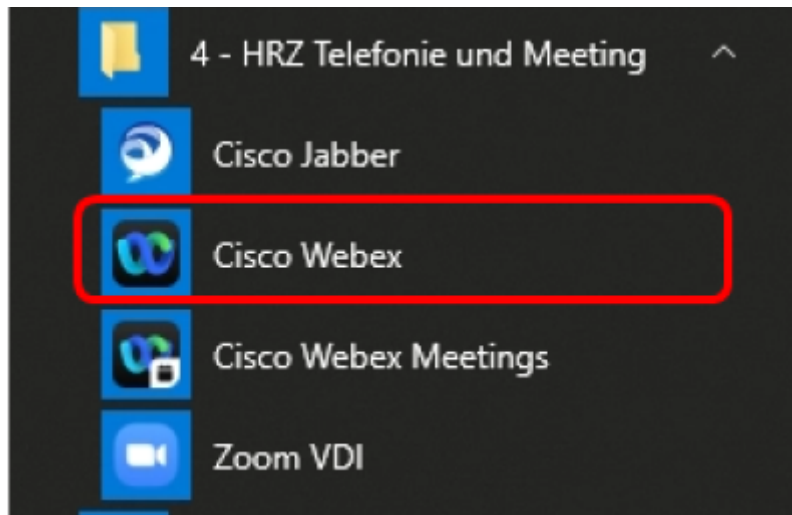 4 - HRZ Telefonie und Meeting
Cisco Jabber
Cisco Webex
Cisco Webex Meetings
Zoom VDI